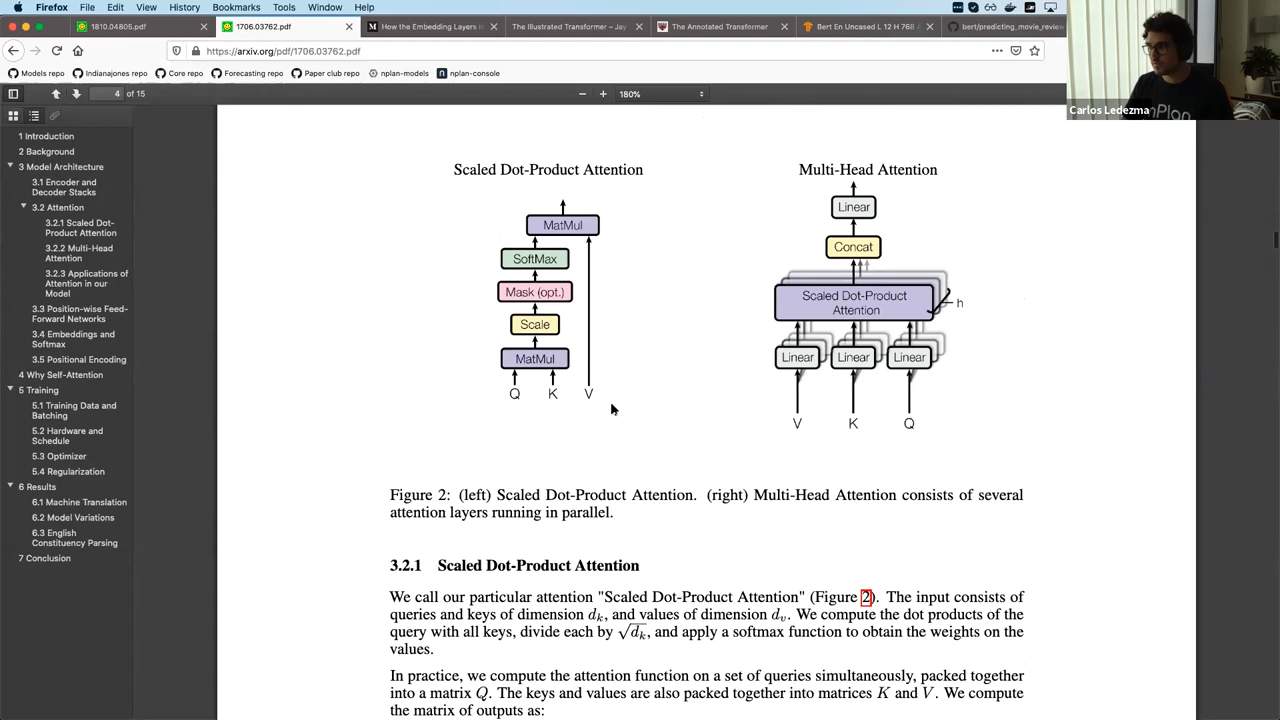 Firefox File Edit View History Bookmarks Tools Window Help
1810.04805.pdf
1706.03762.pdf
How the Embedding Layers in
The Illustrated Transformer – Jay
The Annotated Transformer
Bert En Uncased L 12 H 768 A
bert/predicting_movie_review
https://arxiv.org/pdf/1706.03762.pdf
Models repo Indianajones repo Core repo Forecasting repo Paper club repo nplan-models nplan-console
4 of 15
180%
Carlos Ledezma
nPlan
1 Introduction
2 Background
3 Model Architecture
3.1 Encoder and
Decoder Stacks
3.2 Attention
3.2.1 Scaled Dot-
Product Attention
3.2.2 Multi-Head
Attention
3.2.3 Applications of
Attention in our
Model
3.3 Position-wise Feed-
Forward Networks
3.4 Embeddings and
Softmax
3.5 Positional Encoding
4 Why Self-Attention
5 Training
5.1 Training Data and
Batching
5.2 Hardware and
Schedule
5.3 Optimizer
5.4 Regularization
6 Results
6.1 Machine Translation
6.2 Model Variations
6.3 English
Constituency Parsing
7 Conclusion
Scaled Dot-Product Attention
MatMul
SoftMax
Mask (opt.)
Scale
MatMul
Q K V
Multi-Head Attention
Linear
Concat
Scaled Dot-Product
Attention
h
Linear Linear Linear
V K Q
Figure 2: (left) Scaled Dot-Product Attention. (right) Multi-Head Attention consists of several
attention layers running in parallel.
3.2.1 Scaled Dot-Product Attention
We call our particular attention "Scaled Dot-Product Attention" (Figure 2). The input consists of
queries and keys of dimension dk, and values of dimension dv. We compute the dot products of the
query with all keys, divide each by √dk, and apply a softmax function to obtain the weights on the
values.
In practice, we compute the attention function on a set of queries simultaneously, packed together
into a matrix Q. The keys and values are also packed together into matrices K and V. We compute
the matrix of outputs as: